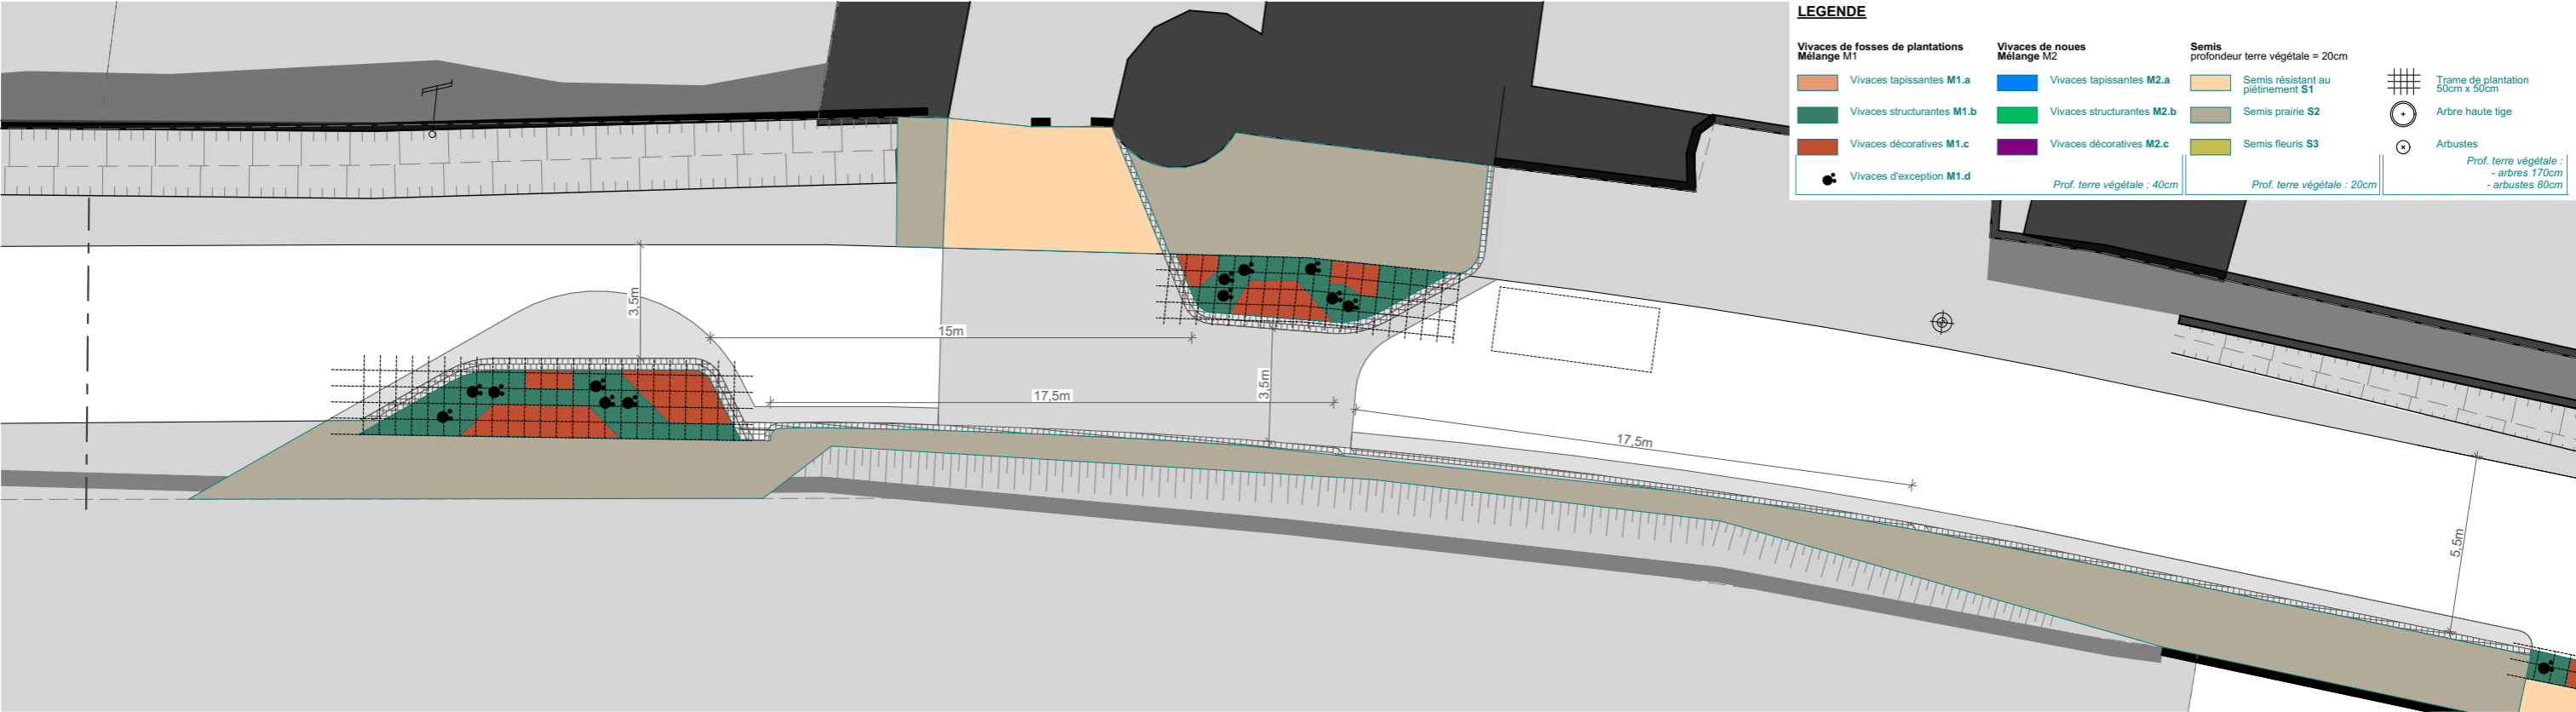 LEGENDE
Vivaces de fosses de plantations
Mélange M1
Vivaces tapissantes M1.a
Vivaces structurantes M1.b
Vivaces décoratives M1.c
Vivaces d'exception M1.d
Vivaces de noues
Mélange M2
Vivaces tapissantes M2.a
Vivaces structurantes M2.b
Vivaces décoratives M2.c
Prof. terre végétale : 40cm
Semis
profondeur terre végétale = 20cm
Semis résistant au
piétinement S1
Semis prairie S2
Semis fleuris S3
Prof. terre végétale : 20cm
Trame de plantation
50cm x 50cm
Arbre haute tige
Arbustes
Prof. terre végétale :
- arbres 170cm
- arbustes 80cm
3,5m
15m
17,5m
3,5m
17,5m
5,5m